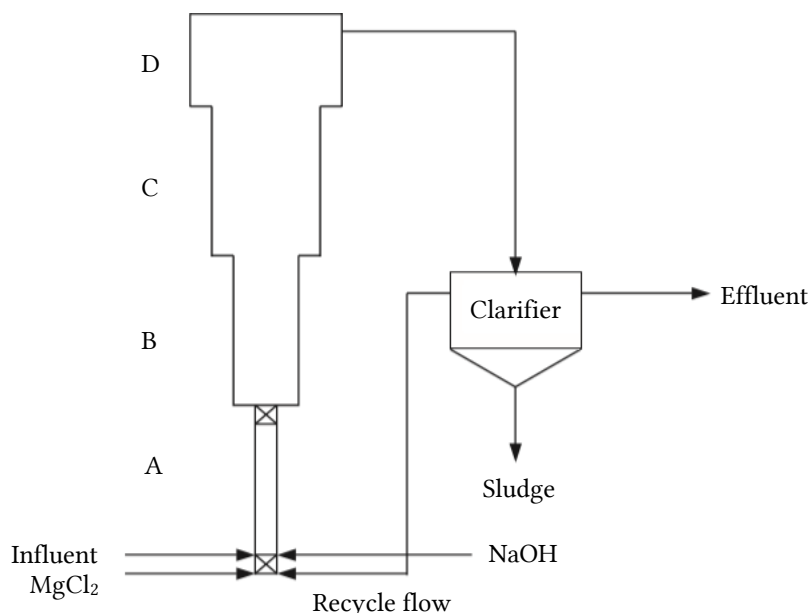 D
C
B
A
Clarifier
Effluent
Sludge
Influent
MgCl₂
NaOH
Recycle flow